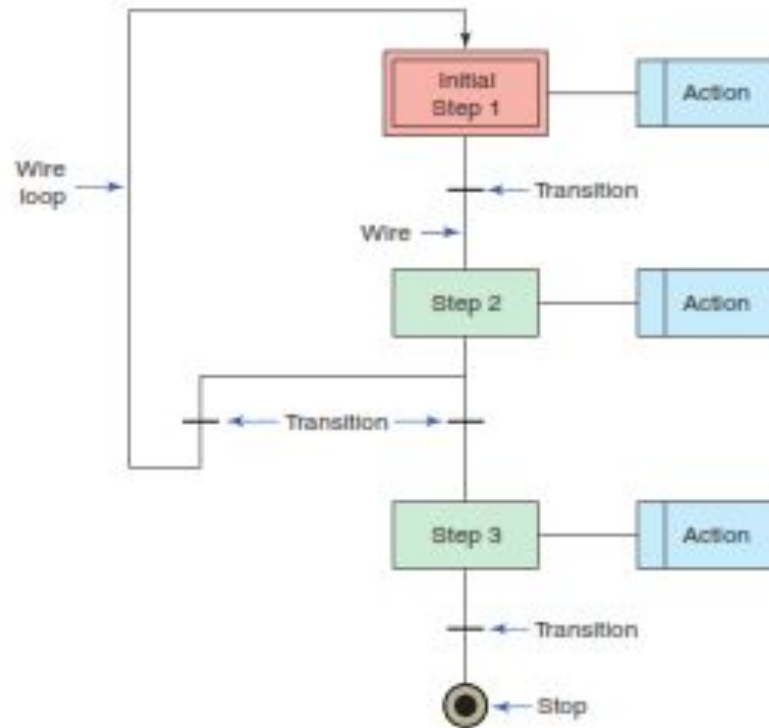 Initial
Step 1
Action
Wire
loop
Transition
Wire
Step 2
Action
Transition
Step 3
Action
Transition
Stop